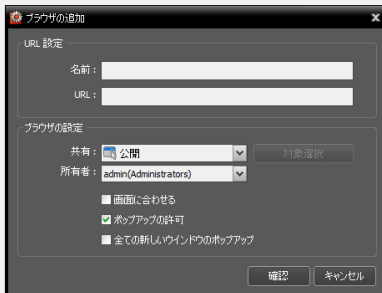 ブラウザの追加
URL 設定
名前 :
URL :
ブラウザの設定
共有 : 公開 対象選択
所有者 : admin(Administrators)
画面に合わせる
ポップアップの許可
全ての新しいウインドウのポップアップ
確認 キャンセル